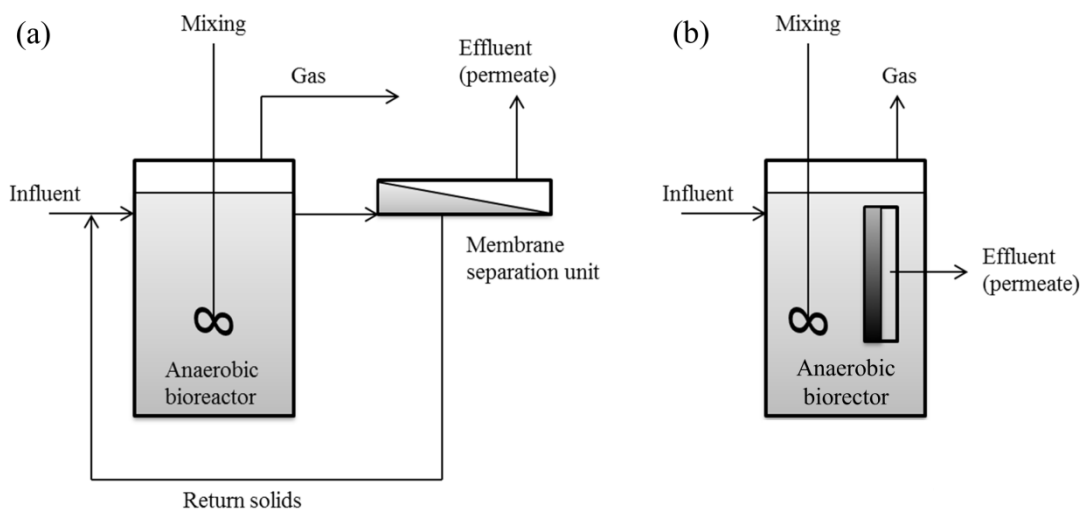 (a)
Mixing
Gas
Effluent
(permeate)
Influent
Membrane
separation unit
Anaerobic
bioreactor
Return solids
(b)
Mixing
Gas
Influent
Effluent
(permeate)
Anaerobic
biorector